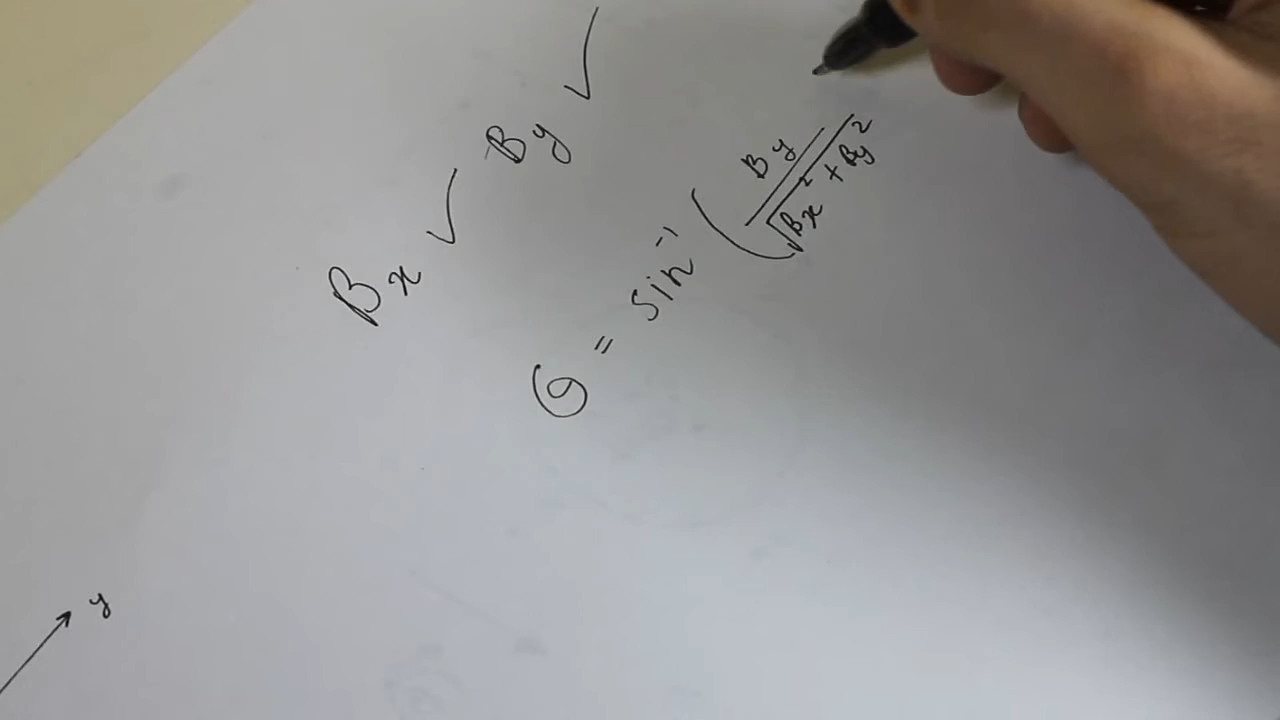 Bx ✓ By ✓
Θ = sin⁻¹ (By / √Bx² + By²
y